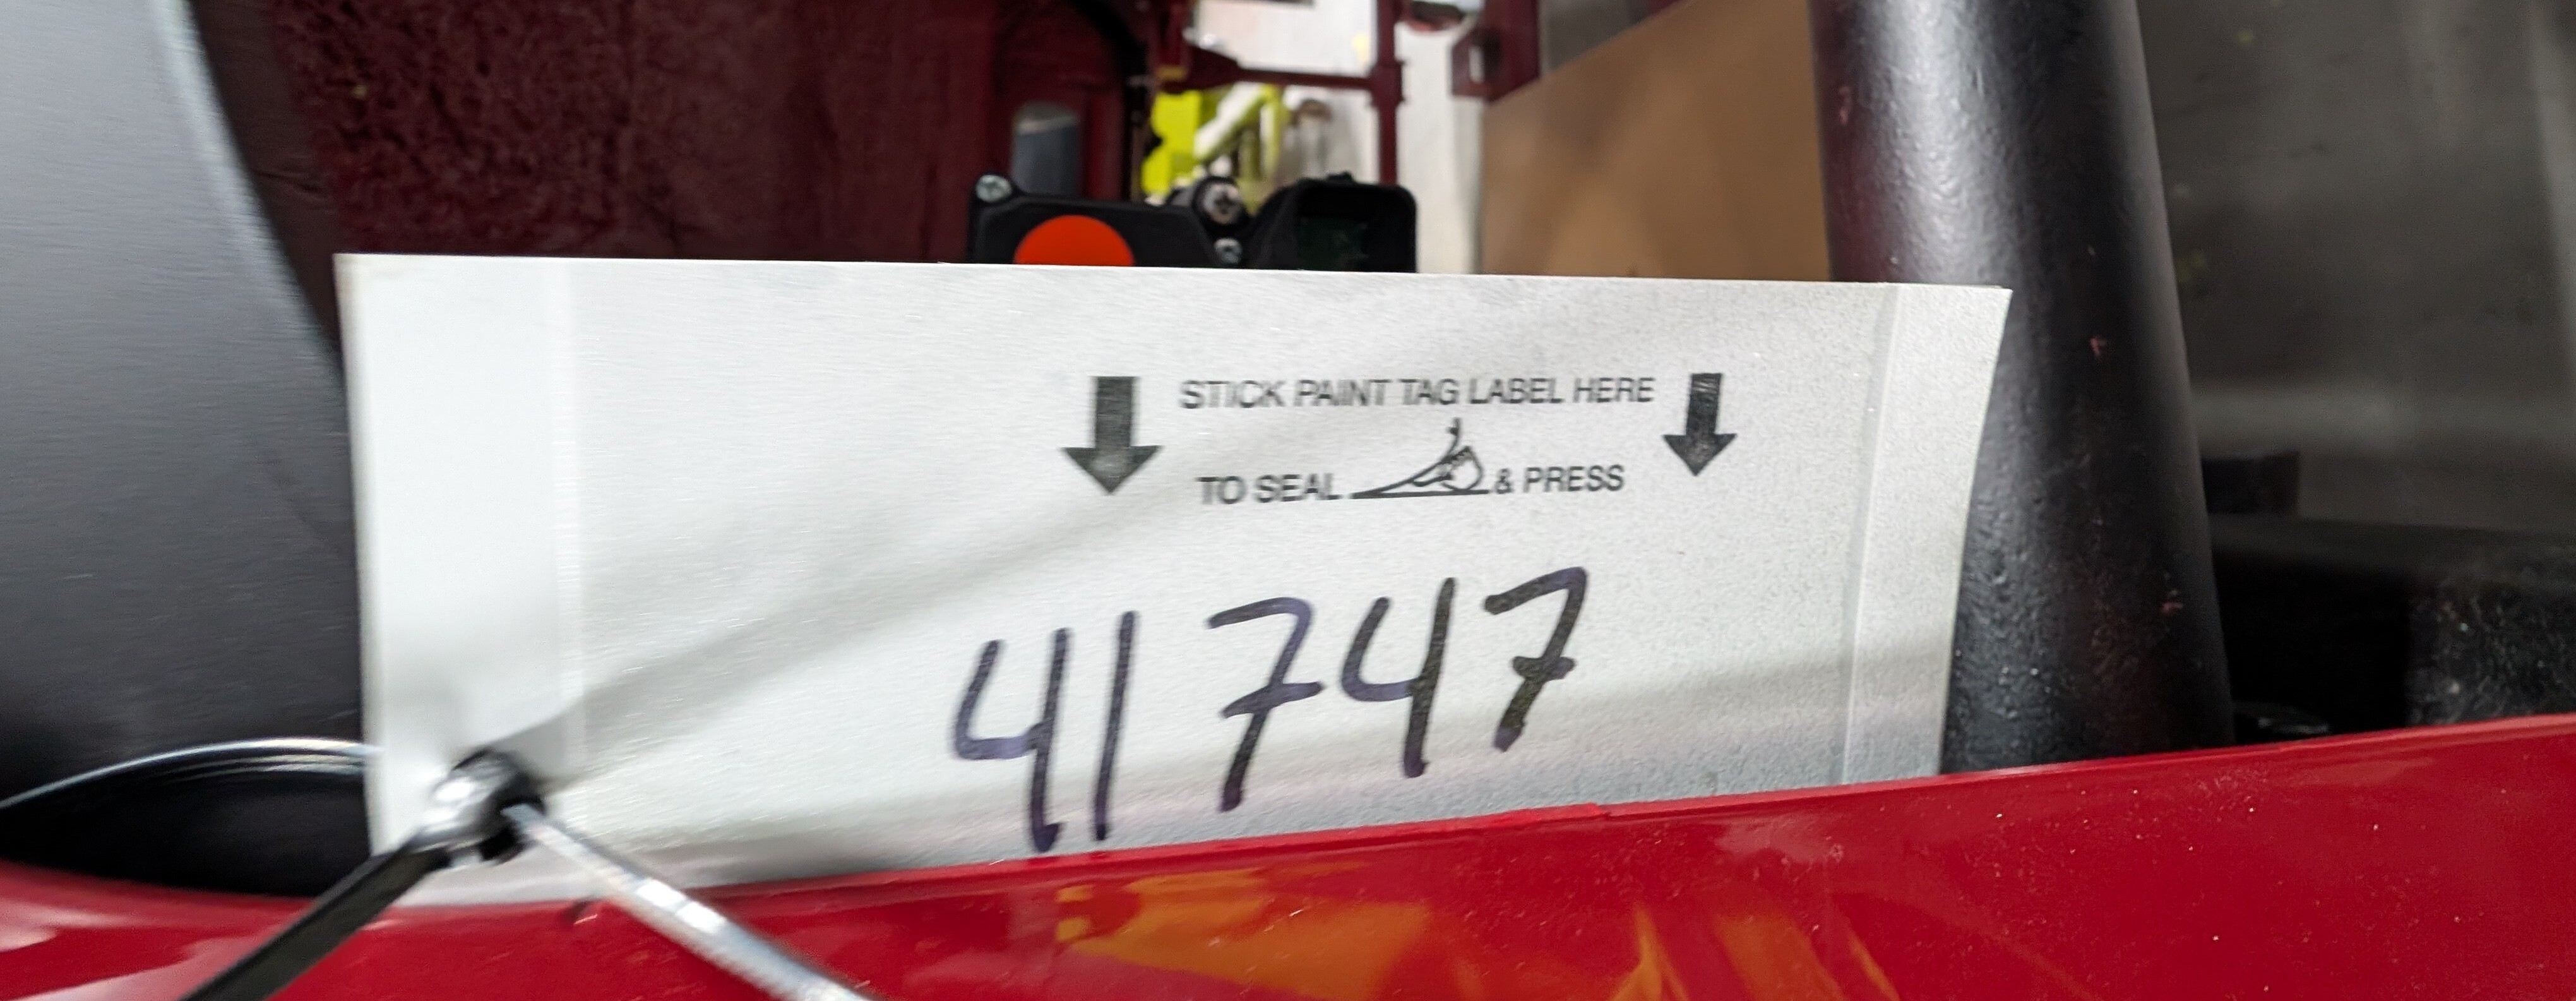 STICK PAINT TAG LABEL HERE
TO SEAL & PRESS
41747